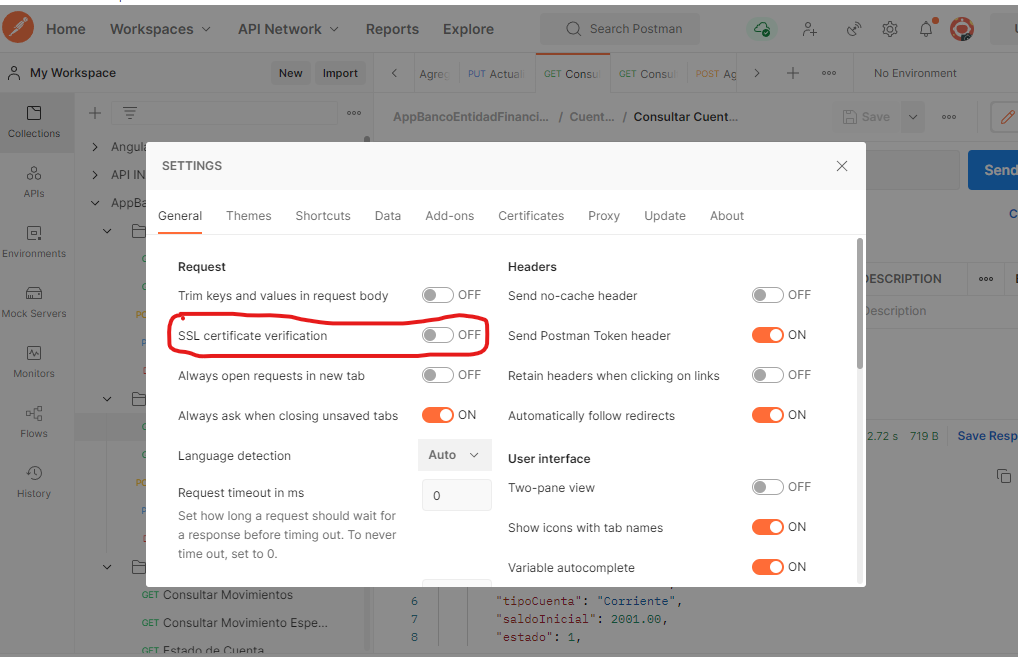 Home Workspaces API Network Reports Explore Search Postman
My Workspace New Import Agreg PUT Actuali GET Consu GET Consul POST Ag No Environment
Collections
APIs
Environments
Mock Servers
Monitors
Flows
History
Angula
API IN
AppBa
AppBancoEntidadFinanci... / Cuent... / Consultar Cuent... Save
Send
DESCRIPTION
Description
2.72 s 719 B Save Resp
SETTINGS
General Themes Shortcuts Data Add-ons Certificates Proxy Update About
Request
Trim keys and values in request body OFF
SSL certificate verification OFF
Always open requests in new tab OFF
Always ask when closing unsaved tabs ON
Language detection Auto
Request timeout in ms 0
Set how long a request should wait for
a response before timing out. To never
time out, set to 0.
Headers
Send no-cache header OFF
Send Postman Token header ON
Retain headers when clicking on links OFF
Automatically follow redirects ON
User interface
Two-pane view OFF
Show icons with tab names ON
Variable autocomplete ON
GET Consultar Movimientos
GET Consultar Movimiento Espe...
GET Estado de Cuenta
6 "tipoCuenta": "Corriente",
7 "saldoInicial": 2001.00,
8 "estado": 1,